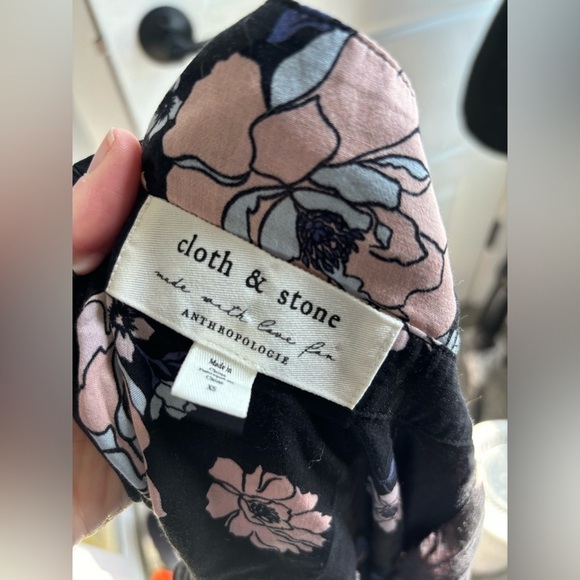 cloth & stone
made with love for
ANTHROPOLOGIE
Made in
XS